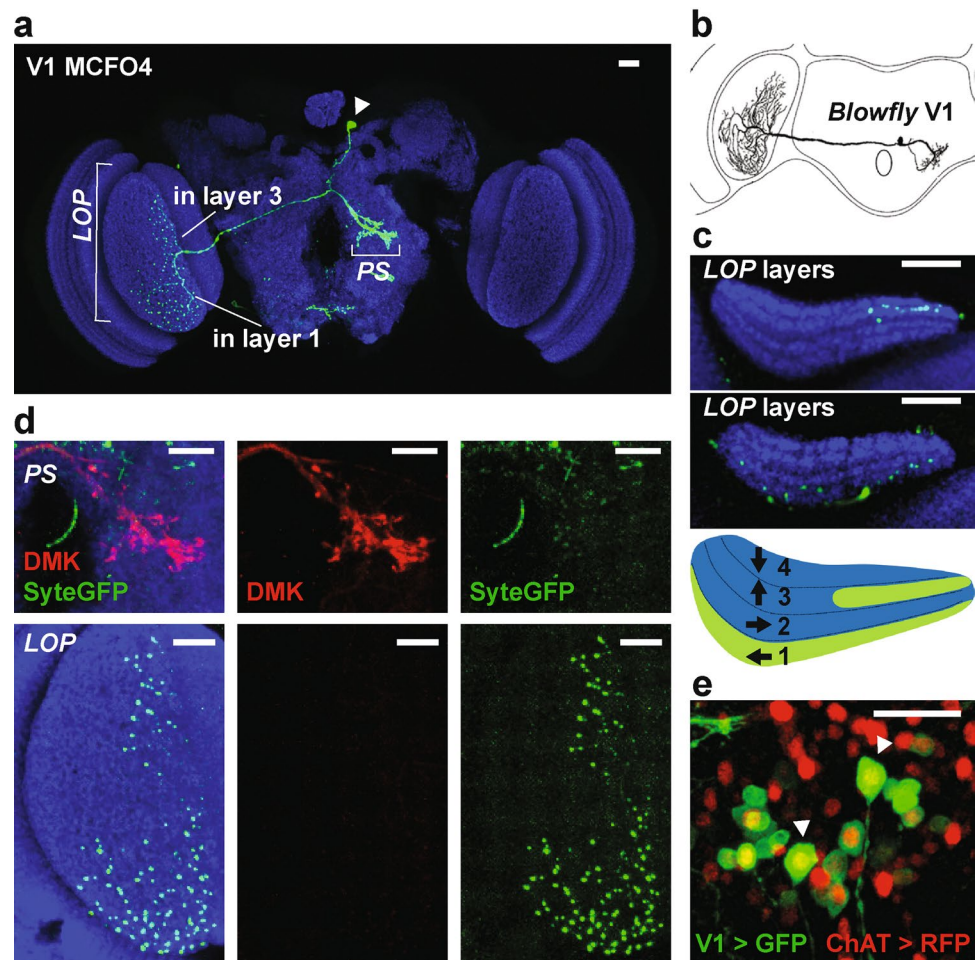 a
V1 MCFO4
LOP
in layer 3
PS
in layer 1
b
Blowfly V1
c
LOP layers
LOP layers
4
3
2
1
d
PS
DMK
SyteGFP
DMK
SyteGFP
LOP
e
V1 > GFP
ChAT > RFP